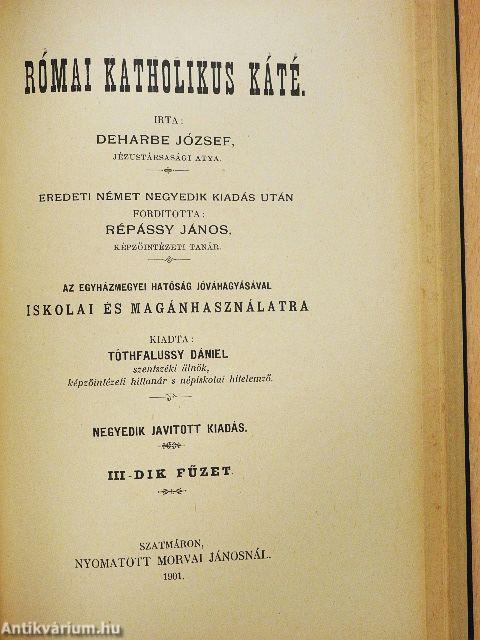 RÓMAI KATHOLIKUS KÁTÉ.
IRTA:
DEHARBE JÓZSEF,
JÉZUSTÁRSASÁGI ATYA.
EREDETI NÉMET NEGYEDIK KIADÁS UTÁN
FORDITOTTA:
RÉPÁSSY JÁNOS,
KÉPZŐINTÉZETI TANÁR.
AZ EGYHÁZMEGYEI HATÓSÁG JÓVÁHAGYÁSÁVAL
ISKOLAI ÉS MAGÁNHASZNÁLATRA
KIADTA:
TÓTHFALUSSY DÁNIEL
szentszéki ülnök,
képzőintézeti hittanár s népiskolai hitelemző.
NEGYEDIK JAVITOTT KIADÁS.
III-DIK FŰZET.
SZATMÁRON,
NYOMATOTT MORVAI JÁNOSNÁL.
1901.
Antikvárium.hu